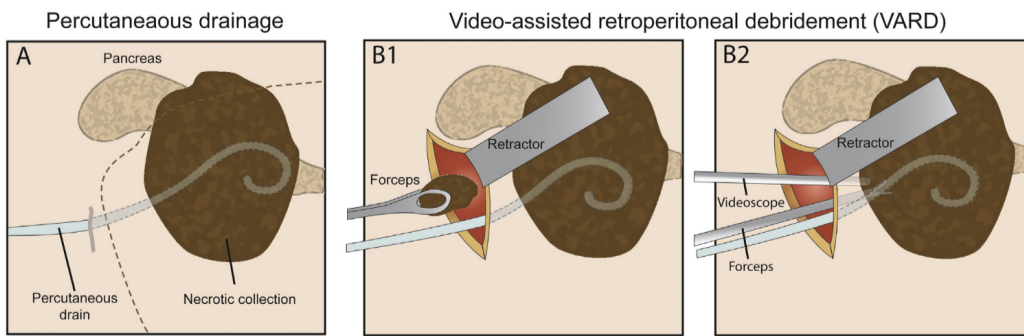 Percutaneaous drainage
Video-assisted retroperitoneal debridement (VARD)
A
Pancreas
Percutaneous
drain
Necrotic collection
B1
Retractor
Forceps
B2
Retractor
Videoscope
Forceps